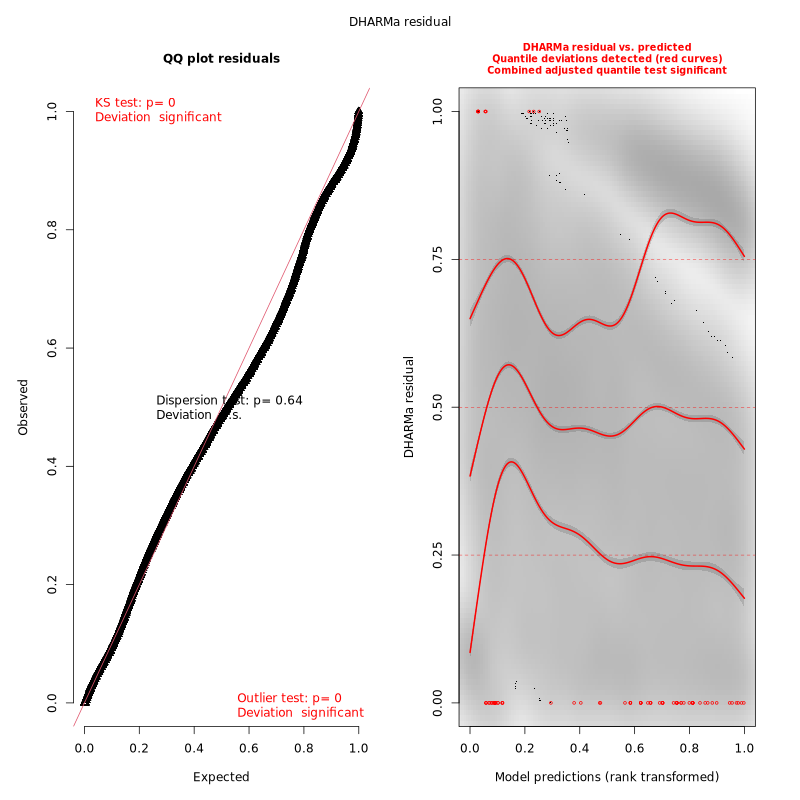 DHARMa residual
QQ plot residuals
KS test: p= 0
Deviation significant
Dispersion test: p= 0.64
Deviation n.s.
Outlier test: p= 0
Deviation significant
0.0 0.2 0.4 0.6 0.8 1.0
0.0 0.2 0.4 0.6 0.8 1.0
Expected
Observed
DHARMa residual vs. predicted
Quantile deviations detected (red curves)
Combined adjusted quantile test significant
0.00 0.25 0.50 0.75 1.00
0.0 0.2 0.4 0.6 0.8 1.0
Model predictions (rank transformed)
DHARMa residual